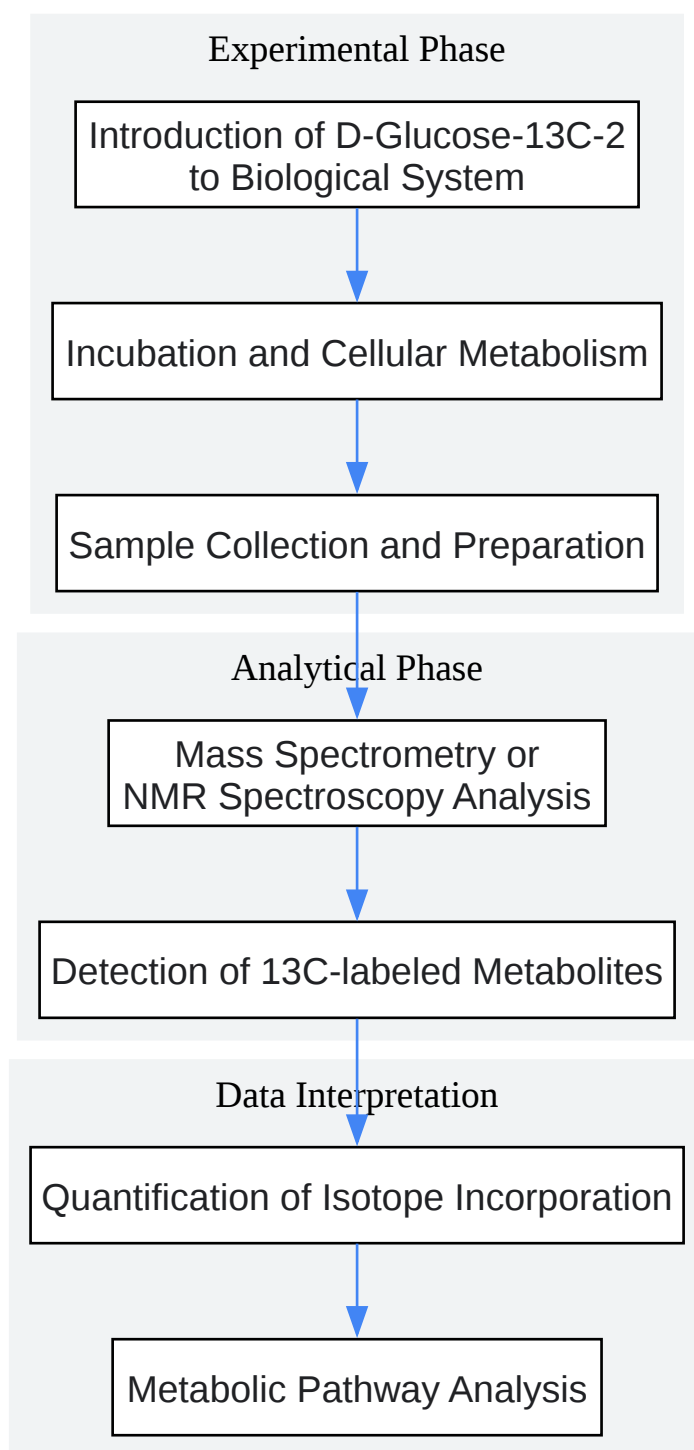 Experimental Phase
Introduction of D-Glucose-13C-2
to Biological System
Incubation and Cellular Metabolism
Sample Collection and Preparation
Analytical Phase
Mass Spectrometry or
NMR Spectroscopy Analysis
Detection of 13C-labeled Metabolites
Data Interpretation
Quantification of Isotope Incorporation
Metabolic Pathway Analysis